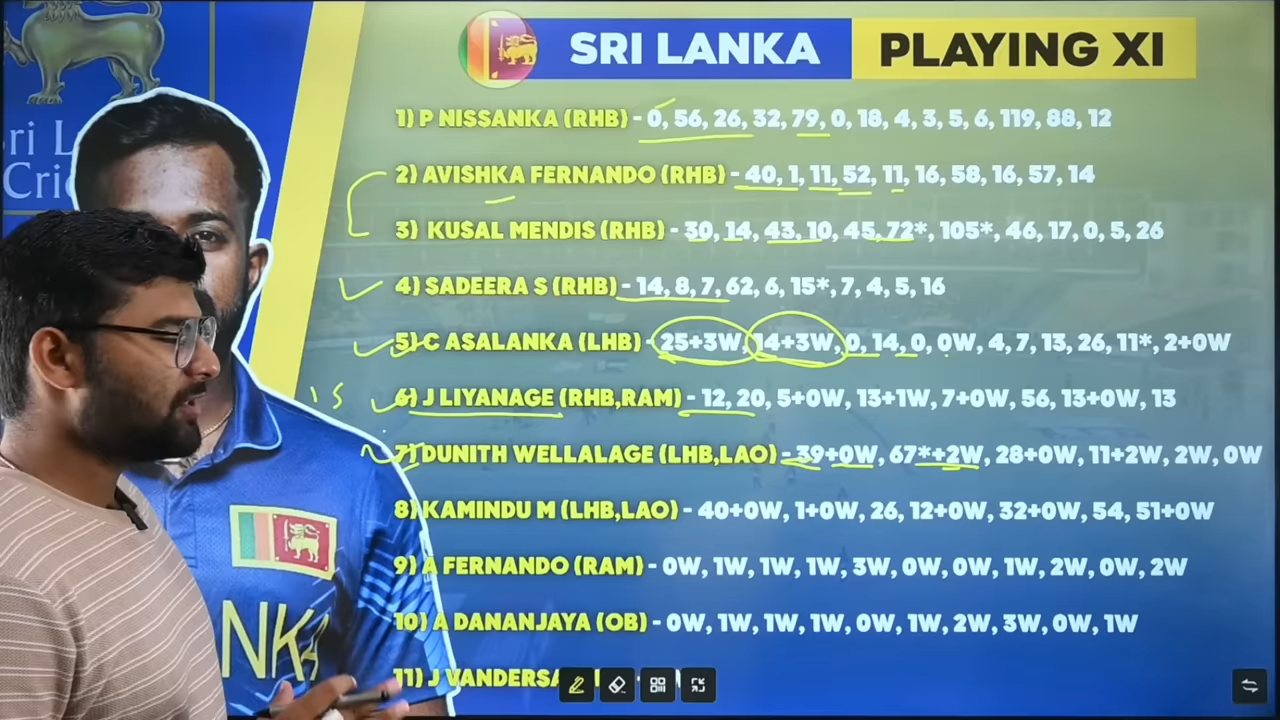 SRI LANKA PLAYING XI
ri L
Cri
1) P NISSANKA (RHB) - 0, 56, 26, 32, 79, 0, 18, 4, 3, 5, 6, 119, 88, 12
2) AVISHKA FERNANDO (RHB) - 40, 1, 11, 52, 11, 16, 58, 16, 57, 14
3) KUSAL MENDIS (RHB) - 30, 14, 43, 10, 45, 72*, 105*, 46, 17, 0, 5, 26
4) SADEERA S (RHB) - 14, 8, 7, 62, 6, 15*, 7, 4, 5, 16
5) C ASALANKA (LHB) - 25+3W, 14+3W, 0, 14, 0, 0W, 4, 7, 13, 26, 11*, 2+0W
15
6) J LIYANAGE (RHB,RAM) - 12, 20, 5+0W, 13+1W, 7+0W, 56, 13+0W, 13
7) DUNITH WELLALAGE (LHB,LAO) - 39+0W, 67*+2W, 28+0W, 11+2W, 2W, 0W
8) KAMINDU M (LHB,LAO) - 40+0W, 1+0W, 26, 12+0W, 32+0W, 54, 51+0W
9) A FERNANDO (RAM) - 0W, 1W, 1W, 1W, 3W, 0W, 0W, 1W, 2W, 0W, 2W
10) A DANANJAYA (OB) - 0W, 1W, 1W, 1W, 0W, 1W, 2W, 3W, 0W, 1W
11) J VANDERSA
NKA